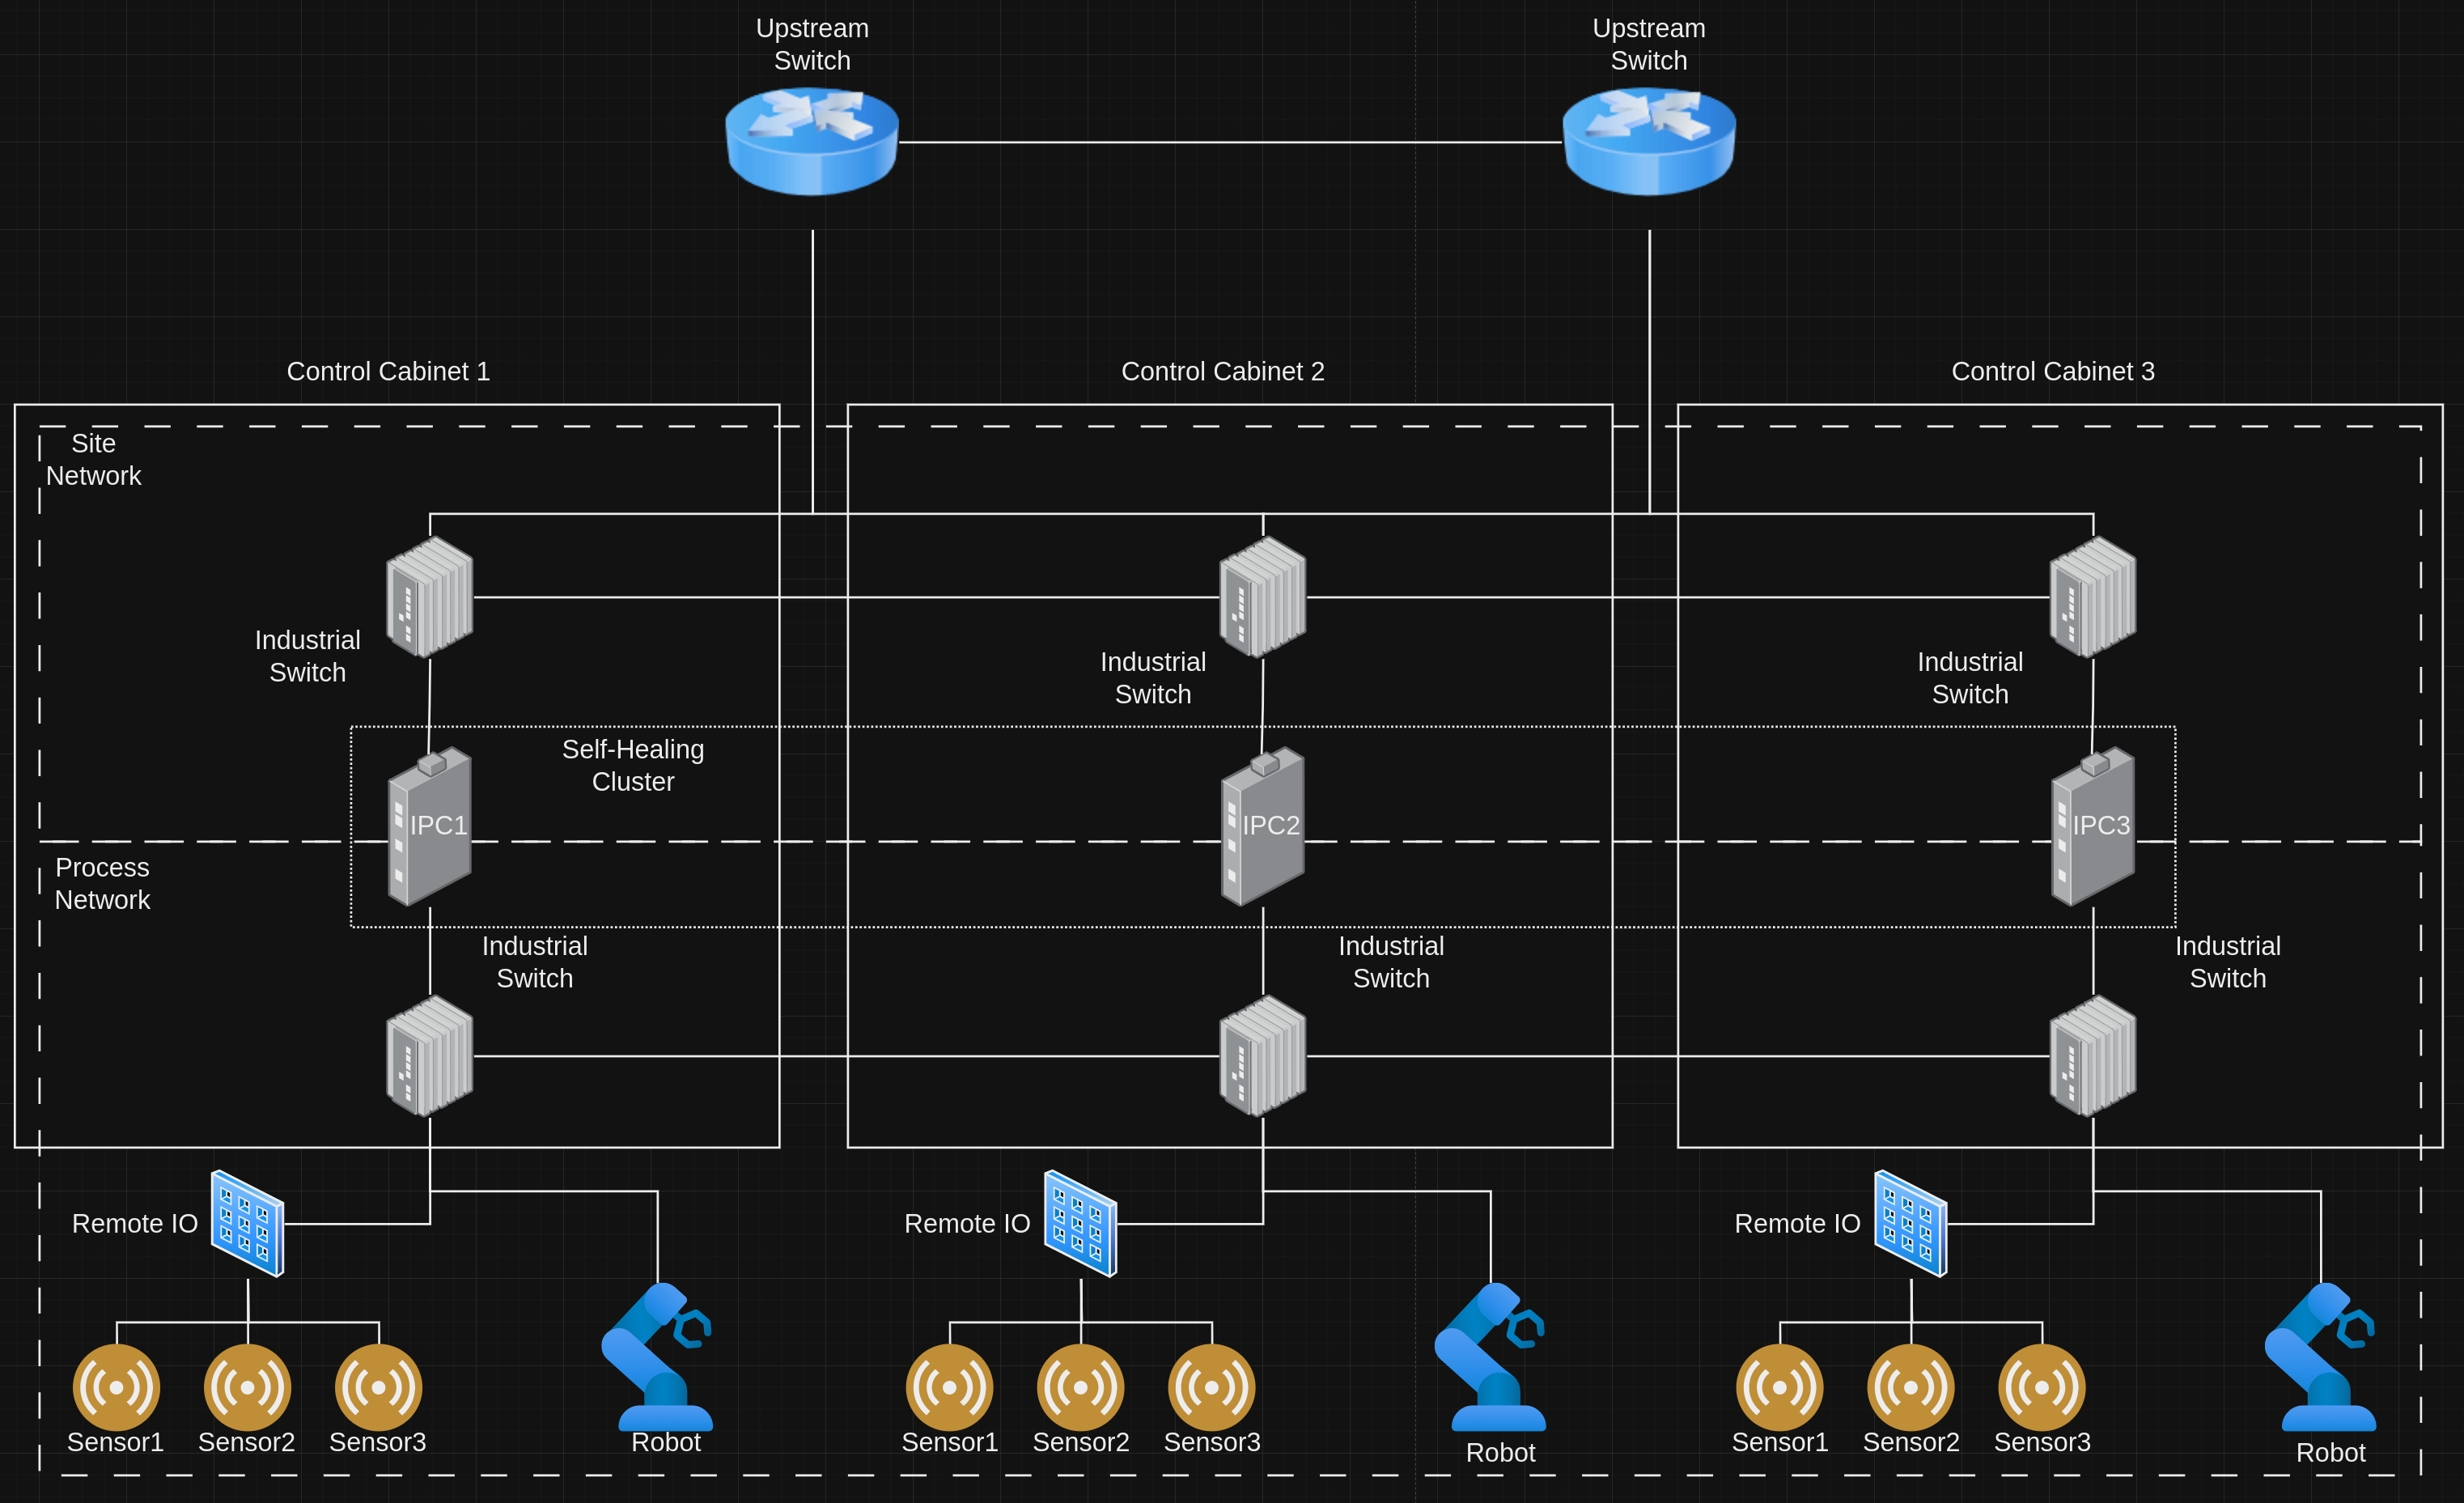 Upstream
Switch
Upstream
Switch
Control Cabinet 1
Control Cabinet 2
Control Cabinet 3
Site
Network
Industrial
Switch
Industrial
Switch
Industrial
Switch
Self-Healing
Cluster
IPC1
IPC2
IPC3
Process
Network
Industrial
Switch
Industrial
Switch
Industrial
Switch
Remote IO
Remote IO
Remote IO
Sensor1
Sensor2
Sensor3
Robot
Sensor1
Sensor2
Sensor3
Robot
Sensor1
Sensor2
Sensor3
Robot